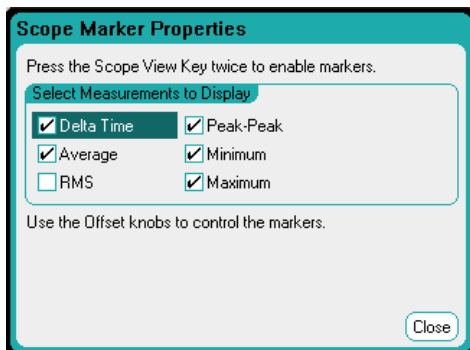 Scope Marker Properties
Press the Scope View Key twice to enable markers.
Select Measurements to Display
Delta Time Peak-Peak
Average Minimum
RMS Maximum
Use the Offset knobs to control the markers.
Close